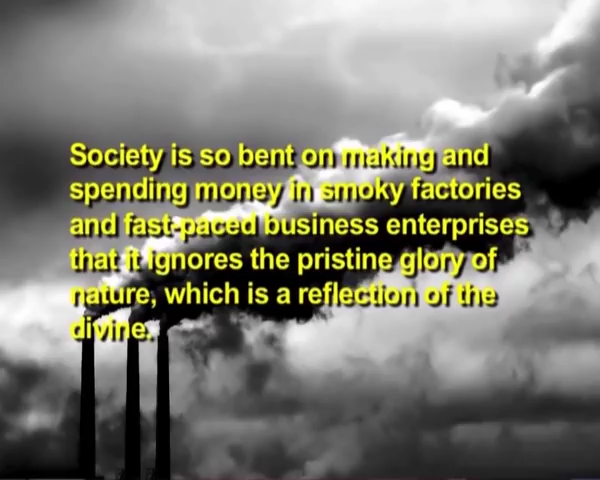 Society is so bent on making and
spending money in smoky factories
and fast-paced business enterprises
that it ignores the pristine glory of
nature, which is a reflection of the
divine.